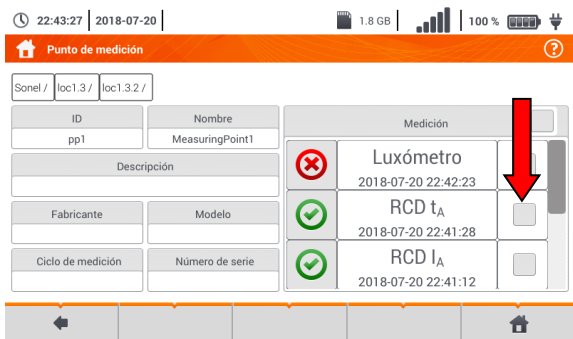 22:43:27 2018-07-20 1.8 GB 100 %
Punto de medición ?
Sonel / loc1.3 / loc1.3.2 /
ID Nombre Medición
pp1 MeasuringPoint1
Descripción
Fabricante Modelo
Ciclo de medición Número de serie
Luxómetro
2018-07-20 22:42:23
RCD tA
2018-07-20 22:41:28
RCD IA
2018-07-20 22:41:12